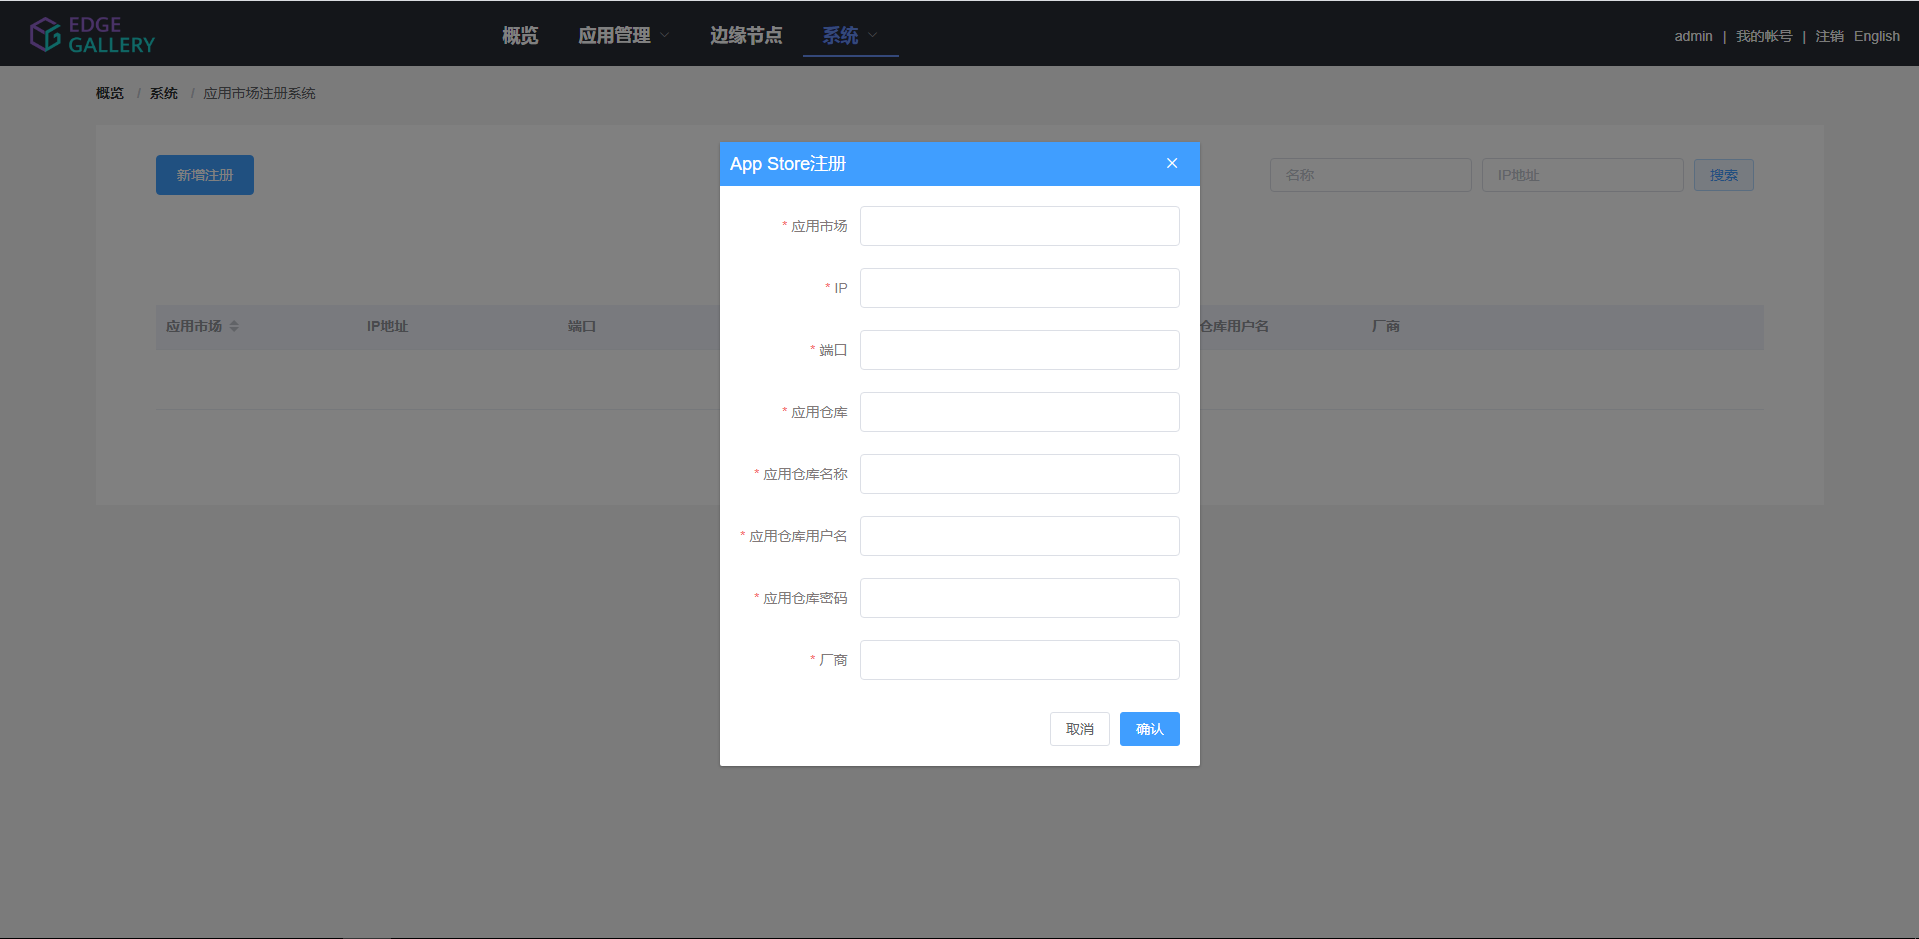 EDGE
GALLERY
概览 应用管理 边缘节点 系统
admin | 我的帐号 | 注销 English
概览 / 系统 / 应用市场注册系统
新增注册
名称 IP地址 搜索
应用市场 IP地址 端口 仓库用户名 厂商
App Store注册
* 应用市场
* IP
* 端口
* 应用仓库
* 应用仓库名称
* 应用仓库用户名
* 应用仓库密码
* 厂商
取消 确认